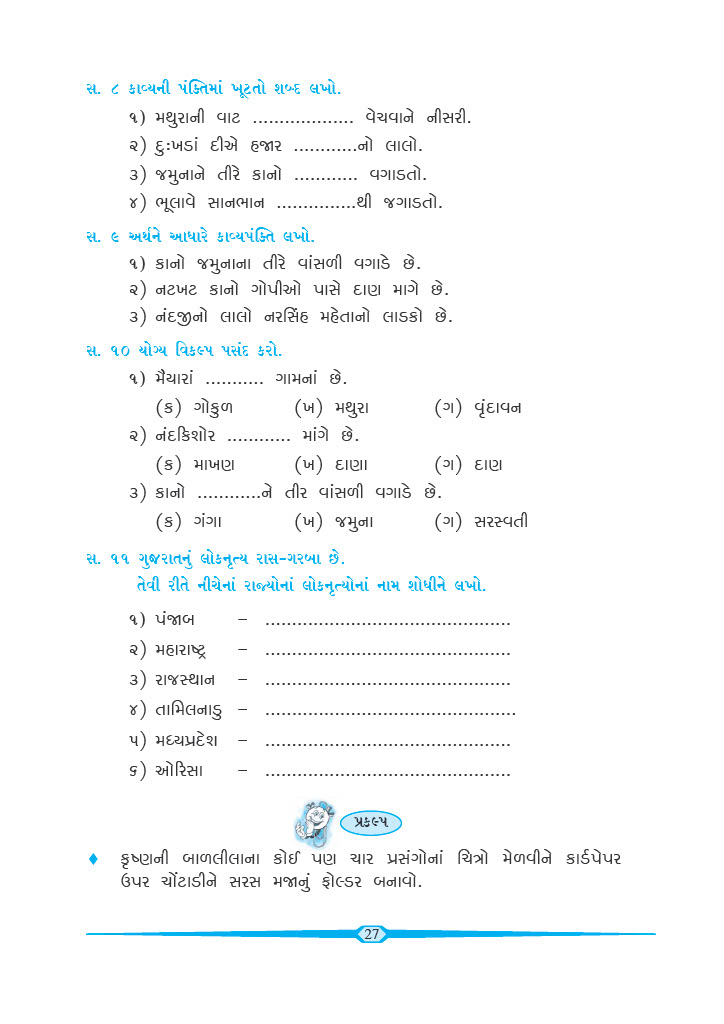 સ. ૮ કાવ્યની પંક્તિમાં ખૂટતો શબ્દ લખો.
૧) મથુરાની વાટ ................... વેચવાને નીસરી.
૨) દુઃખડાં દીએ હજાર ............નો લાલો.
૩) જમુનાને તીરે કાનો ............ વગાડતો.
૪) ભૂલાવે સાનભાન ...............થી જગાડતો.
સ. ૯ અર્થને આધારે કાવ્યપંક્તિ લખો.
૧) કાનો જમુનાના તીરે વાંસળી વગાડે છે.
૨) નટખટ કાનો ગોપીઓ પાસે દાણ માગે છે.
૩) નંદજીનો લાલો નરસિંહ મહેતાનો લાડકો છે.
સ. ૧૦ યોગ્ય વિકલ્પ પસંદ કરો.
૧) મૈયારાં ........... ગામનાં છે.
(ક) ગોકુળ (ખ) મથુરા (ગ) વૃંદાવન
૨) નંદકિશોર ............ માંગે છે.
(ક) માખણ (ખ) દાણા (ગ) દાણ
૩) કાનો ............ને તીર વાંસળી વગાડે છે.
(ક) ગંગા (ખ) જમુના (ગ) સરસ્વતી
સ. ૧૧ ગુજરાતનું લોકનૃત્ય રાસ-ગરબા છે.
તેવી રીતે નીચેનાં રાજ્યોનાં લોકનૃત્યોનાં નામ શોધીને લખો.
૧) પંજાબ – ..............................................
૨) મહારાષ્ટ્ર – ..............................................
૩) રાજસ્થાન – ..............................................
૪) તામિલનાડુ – ...............................................
૫) મધ્યપ્રદેશ – ..............................................
૬) ઓરિસા – ..............................................
પ્રકલ્પ
♦ કૃષ્ણની બાળલીલાના કોઈ પણ ચાર પ્રસંગોનાં ચિત્રો મેળવીને કાર્ડપેપર
ઉપર ચોંટાડીને સરસ મજાનું ફોલ્ડર બનાવો.
27